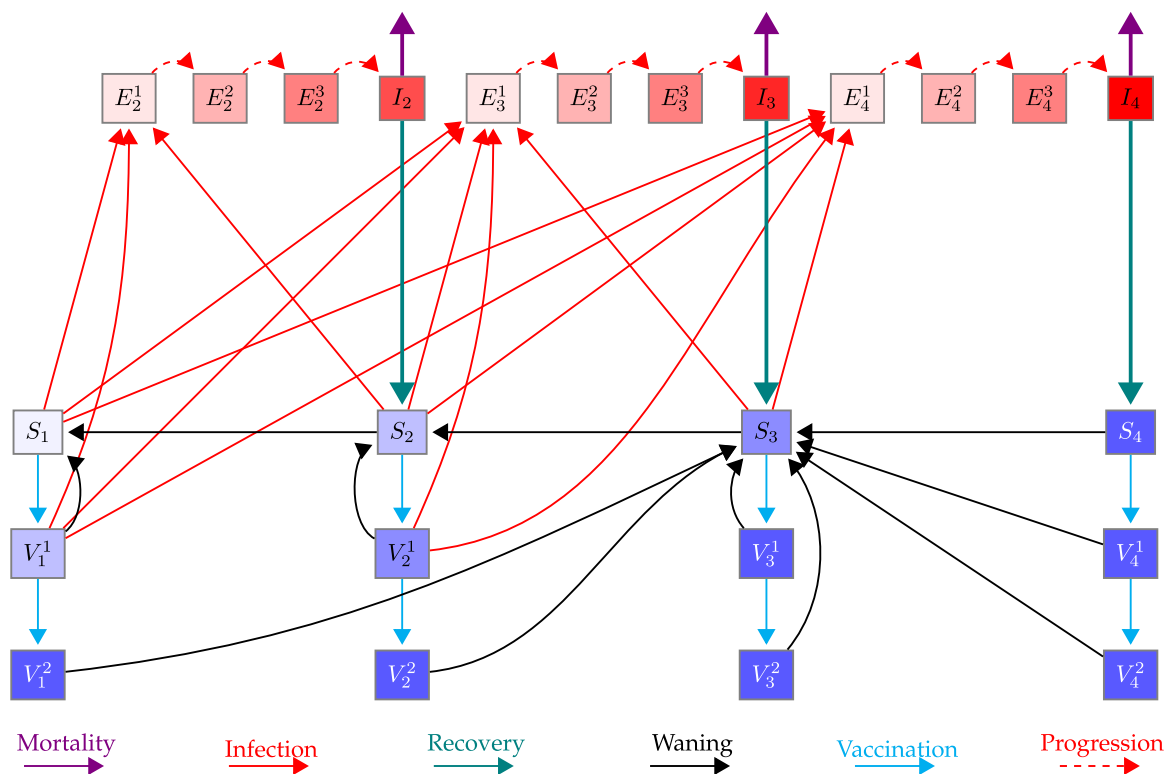 E_2^1 E_2^2 E_2^3 I_2 E_3^1 E_3^2 E_3^3 I_3 E_4^1 E_4^2 E_4^3 I_4
S_1 S_2 S_3 S_4
V_1^1 V_2^1 V_3^1 V_4^1
V_1^2 V_2^2 V_3^2 V_4^2
Mortality Infection Recovery Waning Vaccination Progression